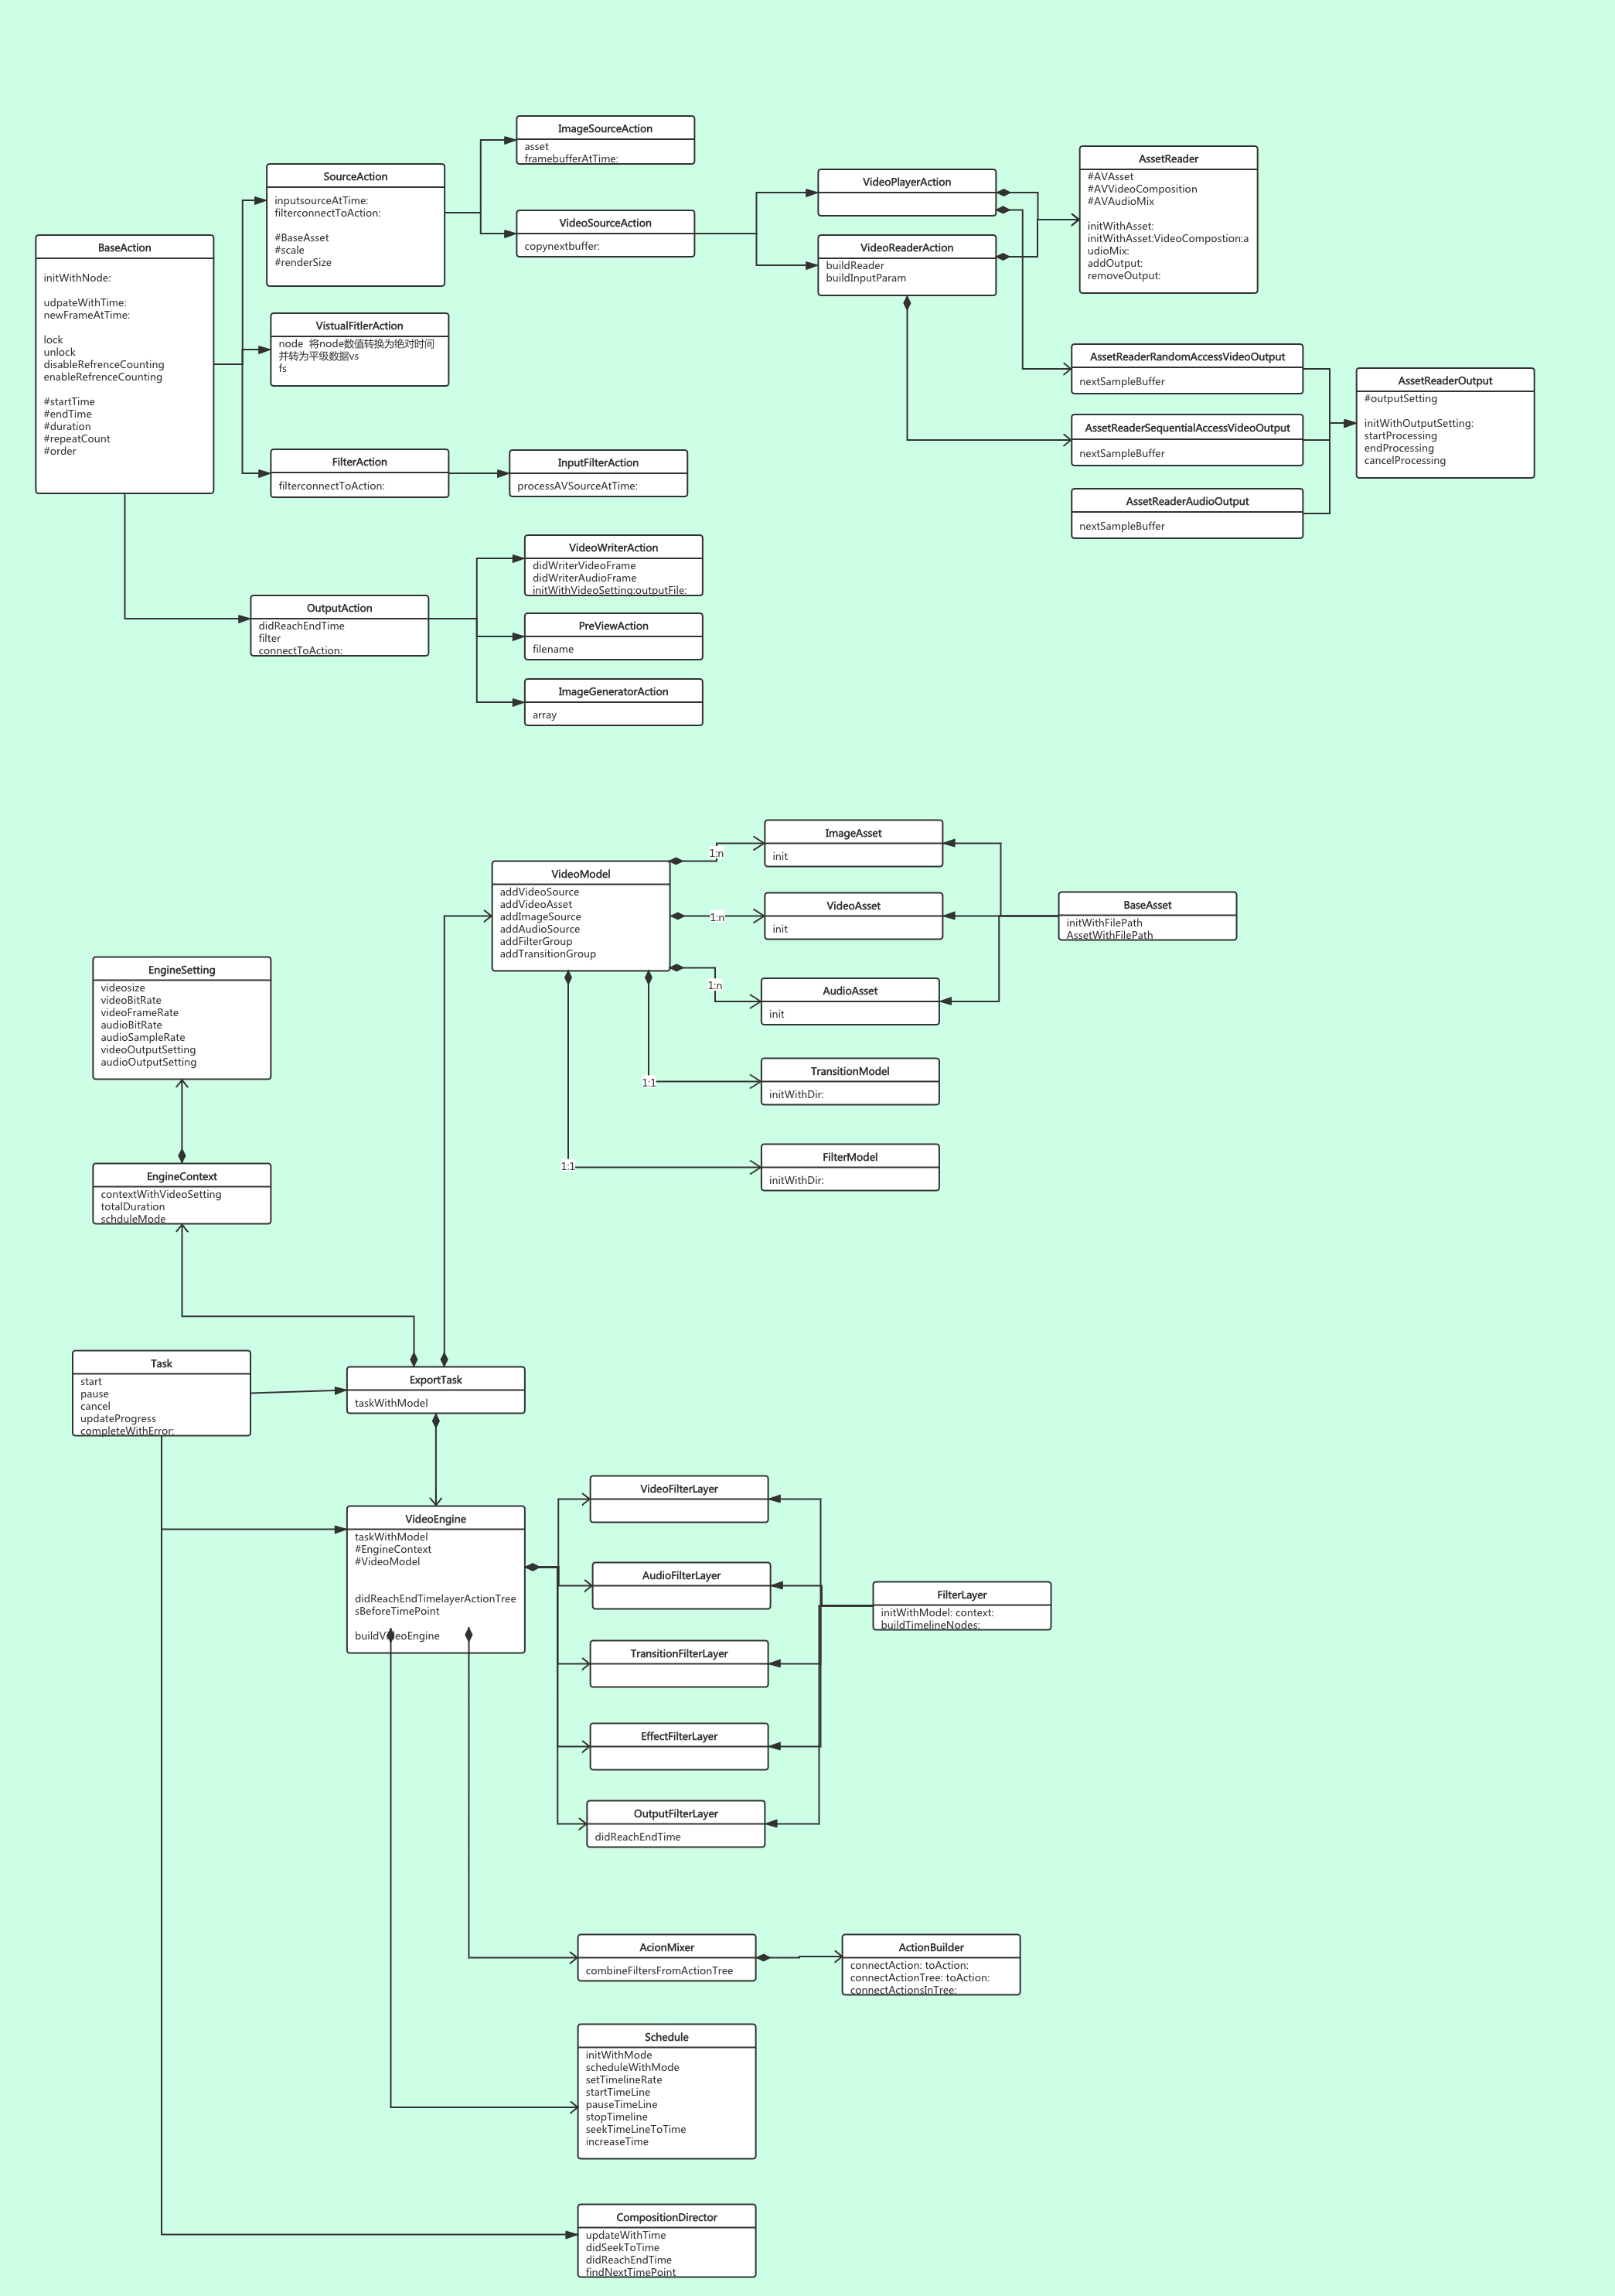 ImageSourceAction
asset
framebufferAtTime:
SourceAction
inputsourceAtTime:
filterconnectToAction:
#BaseAsset
#scale
#renderSize
VideoSourceAction
copynextbuffer:
VideoPlayerAction
VideoReaderAction
buildReader
buildInputParam
AssetReader
#AVAsset
#AVVideoComposition
#AVAudioMix
initWithAsset:
initWithAsset:VideoCompostion:a
udioMix:
addOutput:
removeOutput:
BaseAction
initWithNode:
udpateWithTime:
newFrameAtTime:
lock
unlock
disableRefrenceCounting
enableRefrenceCounting
#startTime
#endTime
#duration
#repeatCount
#order
VistualFitlerAction
node  将node数值转换为绝对时间
并转为平级数据vs
fs
FilterAction
filterconnectToAction:
InputFilterAction
processAVSourceAtTime:
AssetReaderRandomAccessVideoOutput
nextSampleBuffer
AssetReaderSequentialAccessVideoOutput
nextSampleBuffer
AssetReaderAudioOutput
nextSampleBuffer
AssetReaderOutput
#outputSetting
initWithOutputSetting:
startProcessing
endProcessing
cancelProcessing
OutputAction
didReachEndTime
filter
connectToAction:
VideoWriterAction
didWriterVideoFrame
didWriterAudioFrame
initWithVideoSetting:outputFile:
PreViewAction
filename
ImageGeneratorAction
array
VideoModel
addVideoSource
addVideoAsset
addImageSource
addAudioSource
addFilterGroup
addTransitionGroup
1:n
ImageAsset
init
1:n
VideoAsset
init
1:n
AudioAsset
init
BaseAsset
initWithFilePath
AssetWithFilePath
1:1
TransitionModel
initWithDir:
1:1
FilterModel
initWithDir:
EngineSetting
videosize
videoBitRate
videoFrameRate
audioBitRate
audioSampleRate
videoOutputSetting
audioOutputSetting
EngineContext
contextWithVideoSetting
totalDuration
schduleMode
Task
start
pause
cancel
updateProgress
completeWithError:
ExportTask
taskWithModel
VideoEngine
taskWithModel
#EngineContext
#VideoModel
didReachEndTimelayerActionTree
sBeforeTimePoint
buildVideoEngine
VideoFilterLayer
AudioFilterLayer
TransitionFilterLayer
EffectFilterLayer
OutputFilterLayer
didReachEndTime
FilterLayer
initWithModel: context:
buildTimelineNodes:
AcionMixer
combineFiltersFromActionTree
ActionBuilder
connectAction: toAction:
connectActionTree: toAction:
connectActionsInTree:
Schedule
initWithMode
scheduleWithMode
setTimelineRate
startTimeLine
pauseTimeLine
stopTimeline
seekTimeLineToTime
increaseTime
CompositionDirector
updateWithTime
didSeekToTime
didReachEndTime
findNextTimePoint